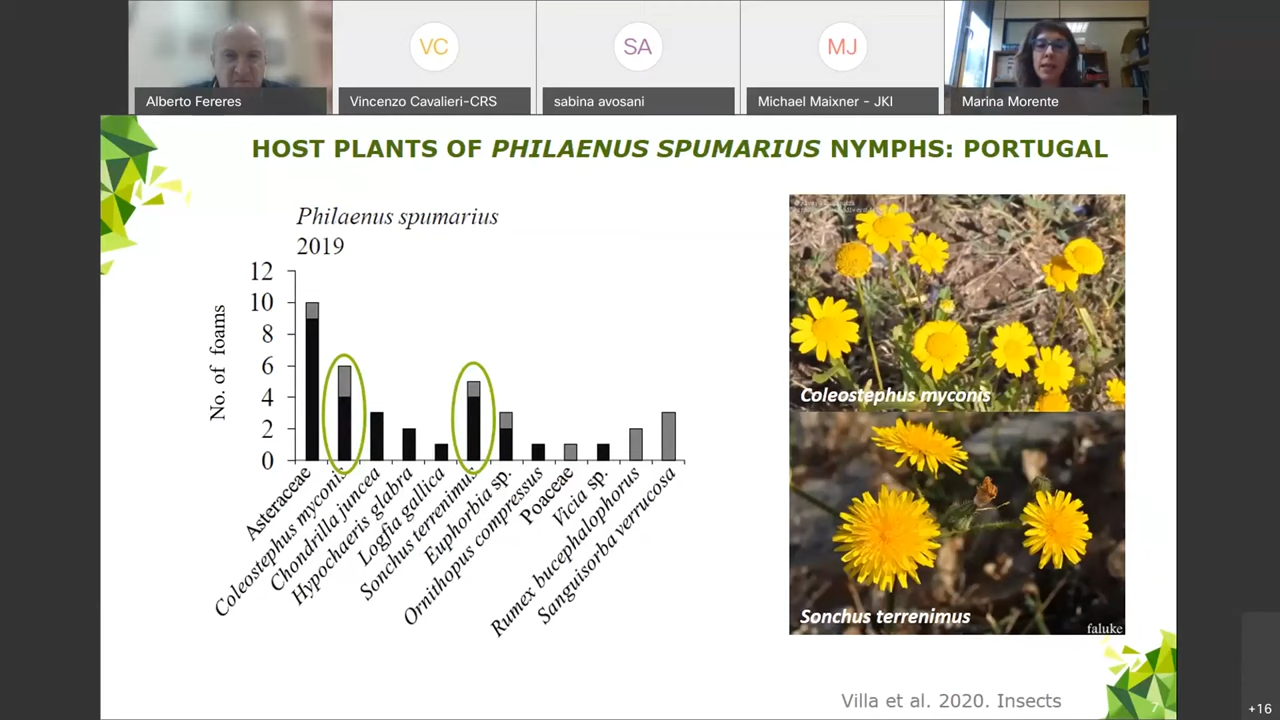 VC
SA
MJ
Alberto Fereres
Vincenzo Cavalieri-CRS
sabina avosani
Michael Maixner - JKI
Marina Morente
HOST PLANTS OF PHILAENUS SPUMARIUS NYMPHS: PORTUGAL
Philaenus spumarius
2019
12
10
8
6
4
2
0
No. of foams
Asteraceae
Coleostephus myconis
Chondrilla juncea
Hypochaeris glabra
Logfia gallica
Sonchus terrenimus
Euphorbia sp.
Ornithopus compressus
Poaceae
Vicia sp.
Rumex bucephalophorus
Sanguisorba verrucosa
Coleostephus myconis
Sonchus terrenimus
faluke
Villa et al. 2020. Insects
7
+16